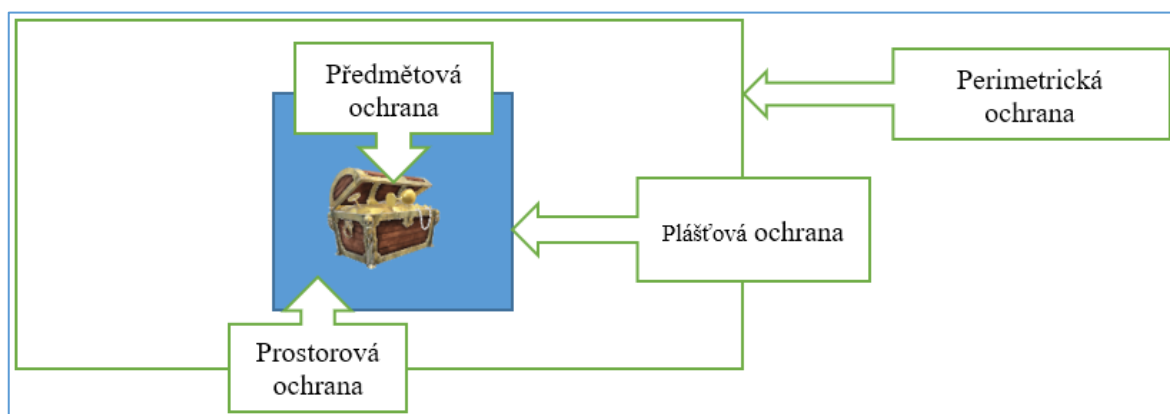 Předmětová
ochrana
Perimetrická
ochrana
Plášťová ochrana
Prostorová
ochrana